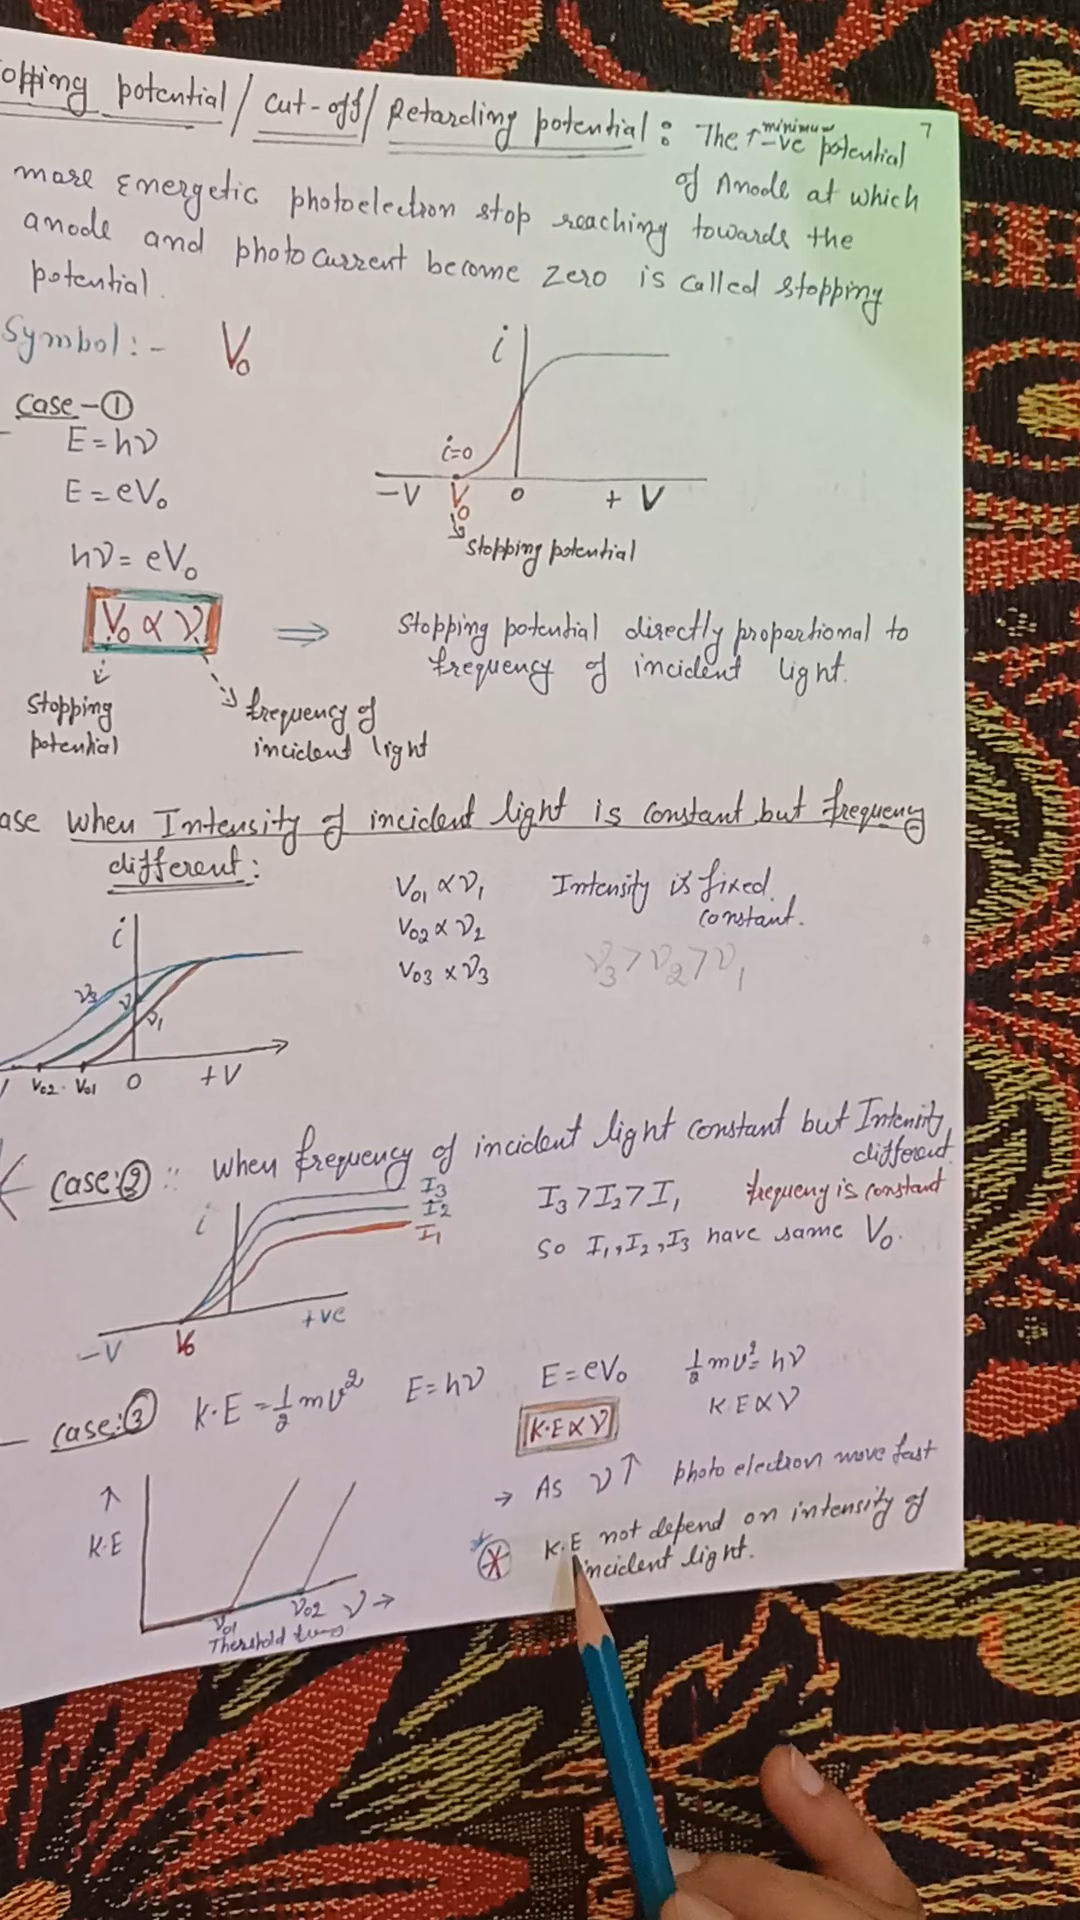 opping potential / cut-off / Retarding potential : The minimum -ve potential
7
of Anode at which
more Energetic photoelectron stop reaching towards the
anode and photocurrent become zero is called stopping
potential.
Symbol :- V₀
i
i=0
-V V₀ 0 + V
stopping potential
Case-①
E = hν
E = eV₀
hν = eV₀
V₀ ∝ ν ⇒ Stopping potential directly proportional to
frequency of incident light.
Stopping
potential
frequency of
incident light
ase When Intensity of incident light is constant but frequency
different :
V₀₁ ∝ ν₁ Intensity is fixed
constant.
V₀₂ ∝ ν₂
V₀₃ ∝ ν₃ ν₃ > ν₂ > ν₁
i
ν₃ ν ν₁
V₀₂ V₀₁ 0 +V
Case:② :: When frequency of incident light constant but Intensity
different.
i I₃
I₂
I₁
I₃ > I₂ > I₁ frequency is constant
So I₁, I₂, I₃ have same V₀.
-V V₀ +ve
Case:③ K.E = ½ mv² E = hν E = eV₀ ½ mv² = hν
K.E ∝ ν K.E ∝ ν
→ As ν ↑ photo electron move fast
K.E not depend on intensity of
incident light.
↑
K.E
ν₀₁ ν₀₂ ν →
Thershold